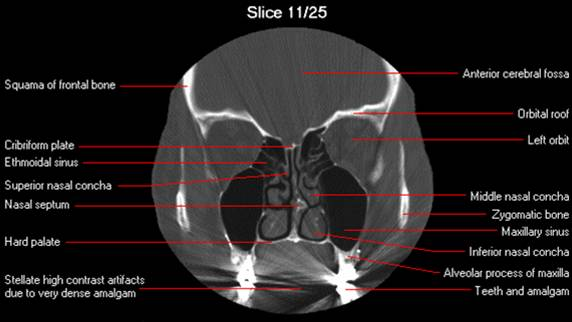 Slice 11/25
Squama of frontal bone
Cribriform plate
Ethmoidal sinus
Superior nasal concha
Nasal septum
Hard palate
Stellate high contrast artifacts
due to very dense amalgam
Anterior cerebral fossa
Orbital roof
Left orbit
Middle nasal concha
Zygomatic bone
Maxillary sinus
Inferior nasal concha
Alveolar process of maxilla
Teeth and amalgam